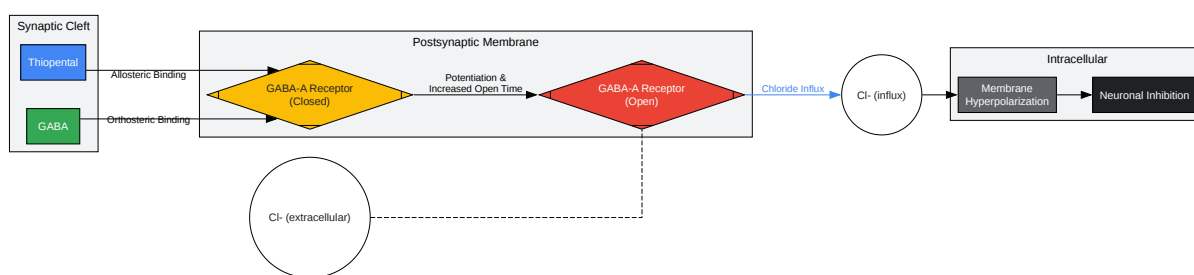 Synaptic Cleft
Thiopental
GABA
Allosteric Binding
Orthosteric Binding
Postsynaptic Membrane
GABA-A Receptor
(Closed)
Potentiation &
Increased Open Time
GABA-A Receptor
(Open)
Chloride Influx
Cl- (influx)
Intracellular
Membrane
Hyperpolarization
Neuronal Inhibition
Cl- (extracellular)